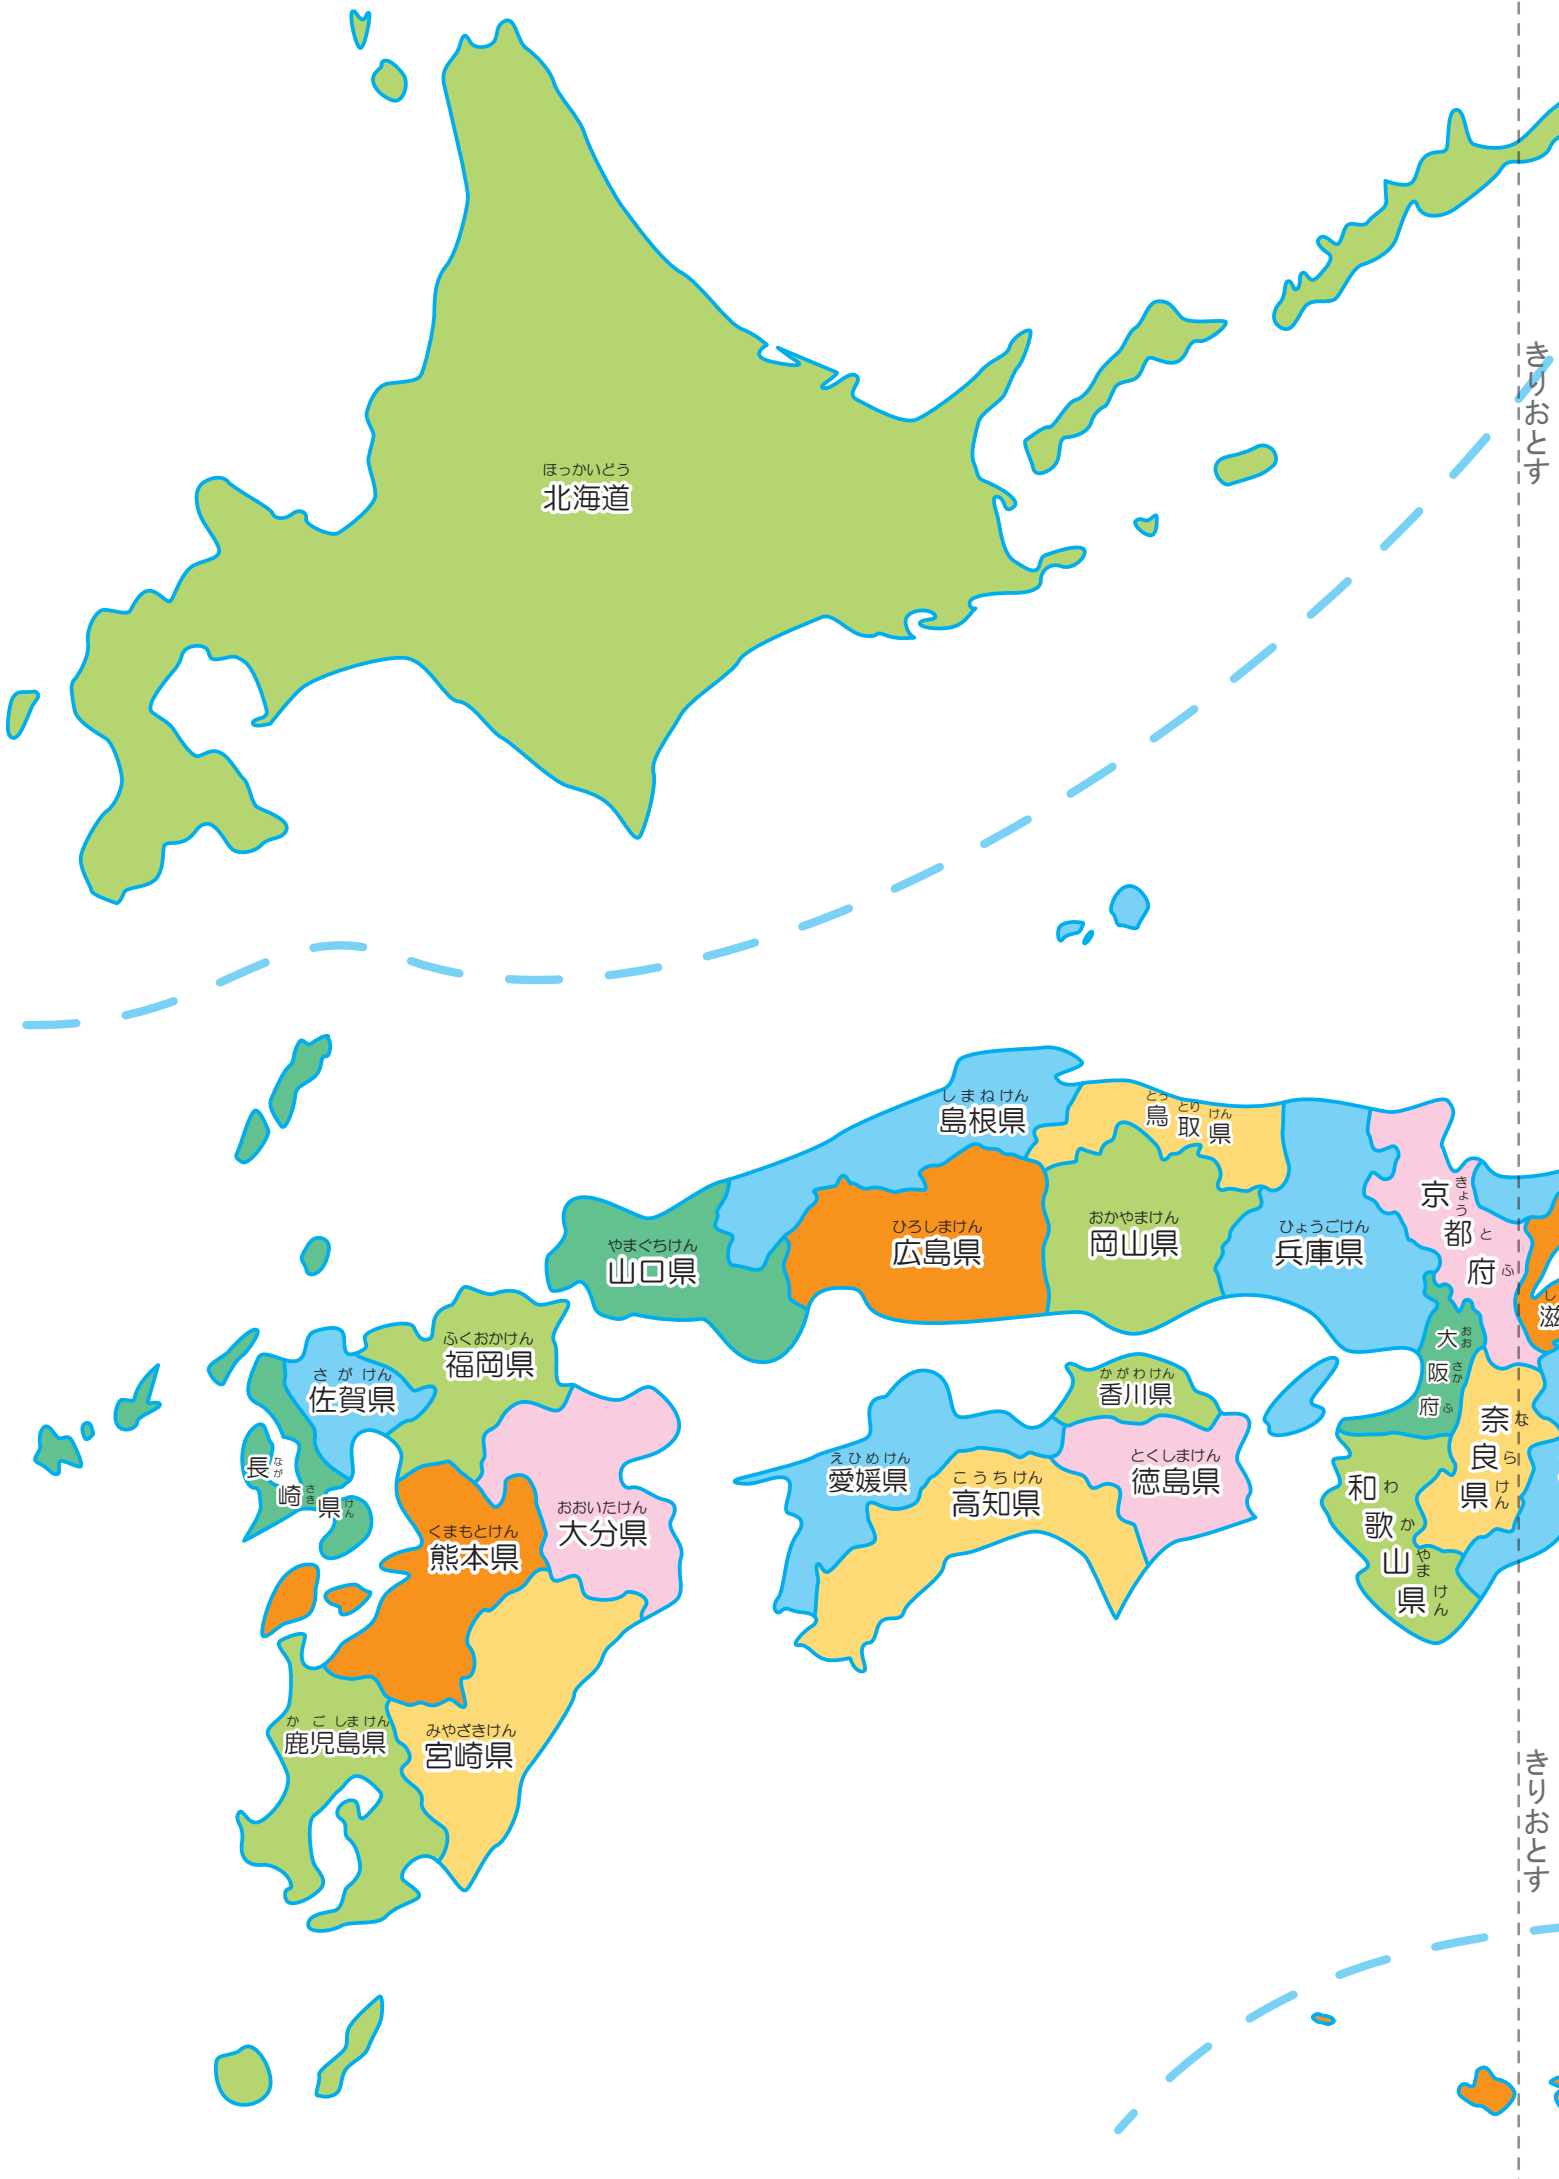 きりおとす
ほっかいどう
北海道
しまねけん
島根県
とっとりけん
鳥取県
きょうとふ
京都府
ひろしまけん
広島県
おかやまけん
岡山県
ひょうごけん
兵庫県
やまぐちけん
山口県
し
滋
おおさかふ
大阪府
ふくおかけん
福岡県
さがけん
佐賀県
かがわけん
香川県
ならけん
奈良県
えひめけん
愛媛県
こうちけん
高知県
とくしまけん
徳島県
わかやまけん
和歌山県
ながさきけん
長崎県
おおいたけん
大分県
くまもとけん
熊本県
かごしまけん
鹿児島県
みやざきけん
宮崎県
きりおとす